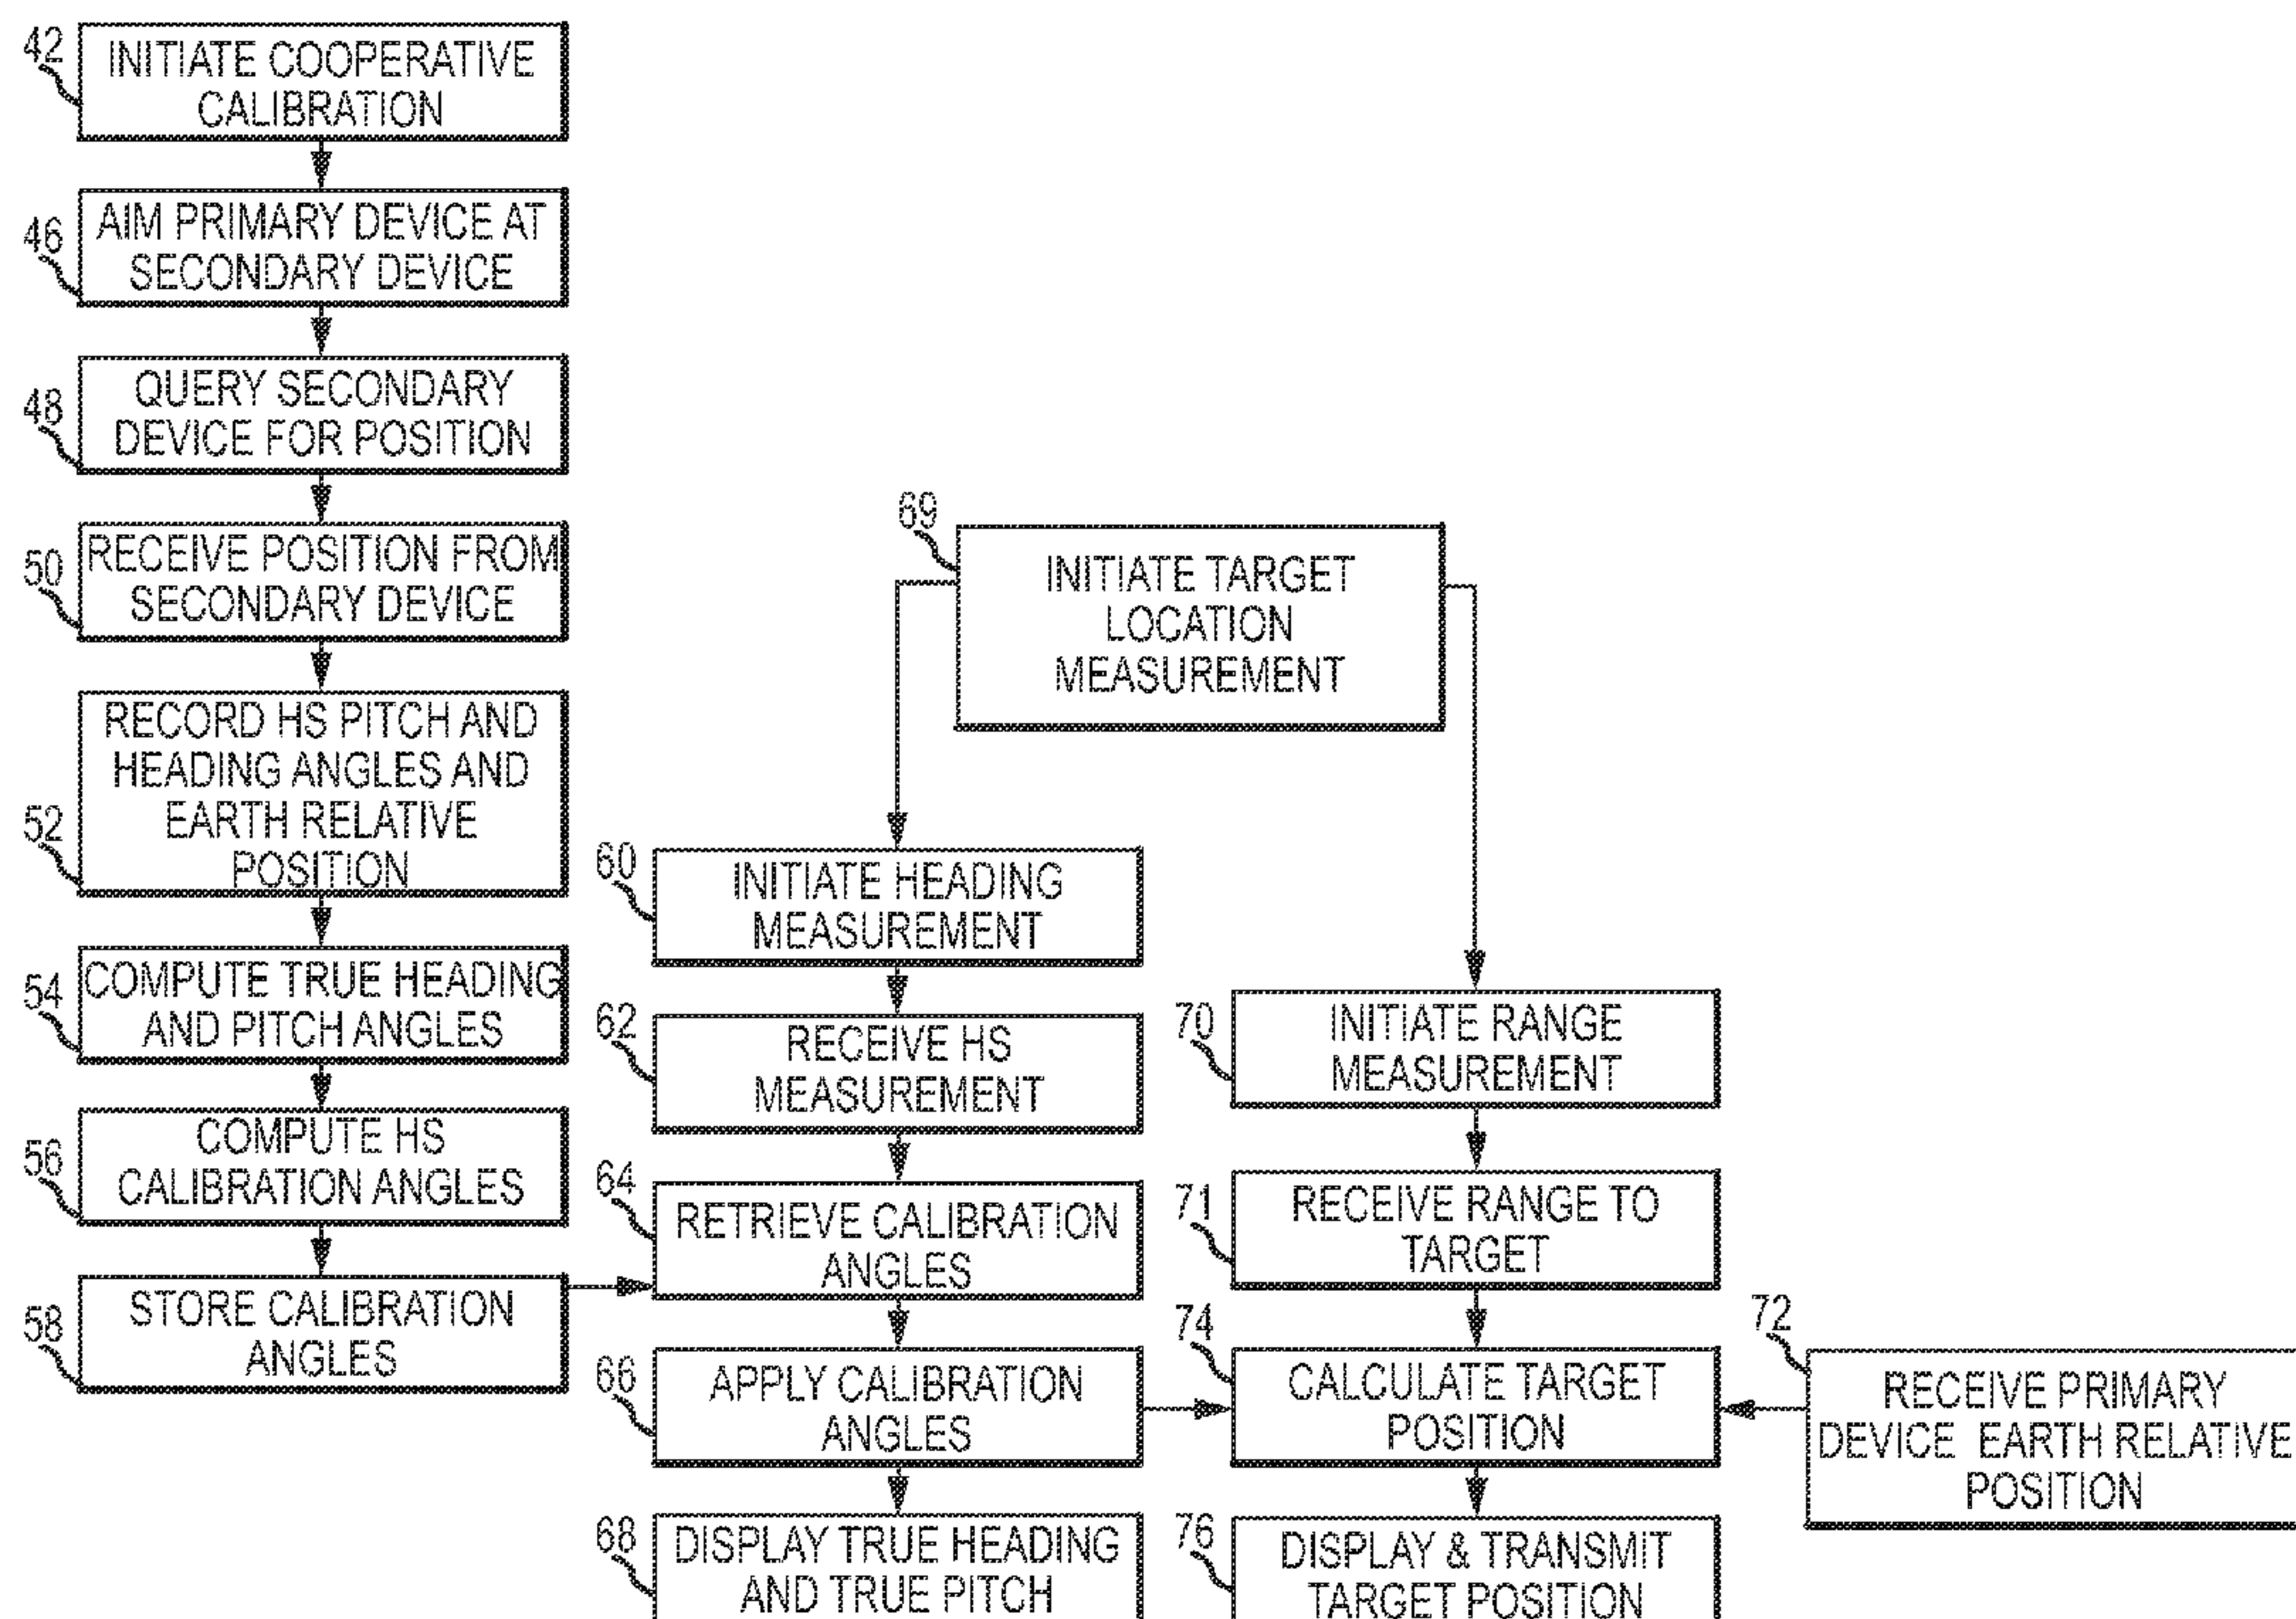 42
INITIATE COOPERATIVE
CALIBRATION
46
AIM PRIMARY DEVICE AT
SECONDARY DEVICE
48
QUERY SECONDARY
DEVICE FOR POSITION
50
RECEIVE POSITION FROM
SECONDARY DEVICE
52
RECORD HS PITCH AND
HEADING ANGLES AND
EARTH RELATIVE
POSITION
54
COMPUTE TRUE HEADING
AND PITCH ANGLES
56
COMPUTE HS
CALIBRATION ANGLES
58
STORE CALIBRATION
ANGLES
69
INITIATE TARGET
LOCATION
MEASUREMENT
60
INITIATE HEADING
MEASUREMENT
62
RECEIVE HS
MEASUREMENT
64
RETRIEVE CALIBRATION
ANGLES
66
APPLY CALIBRATION
ANGLES
68
DISPLAY TRUE HEADING
AND TRUE PITCH
70
INITIATE RANGE
MEASUREMENT
71
RECEIVE RANGE TO
TARGET
74
CALCULATE TARGET
POSITION
76
DISPLAY & TRANSMIT
TARGET POSITION
72
RECEIVE PRIMARY
DEVICE EARTH RELATIVE
POSITION